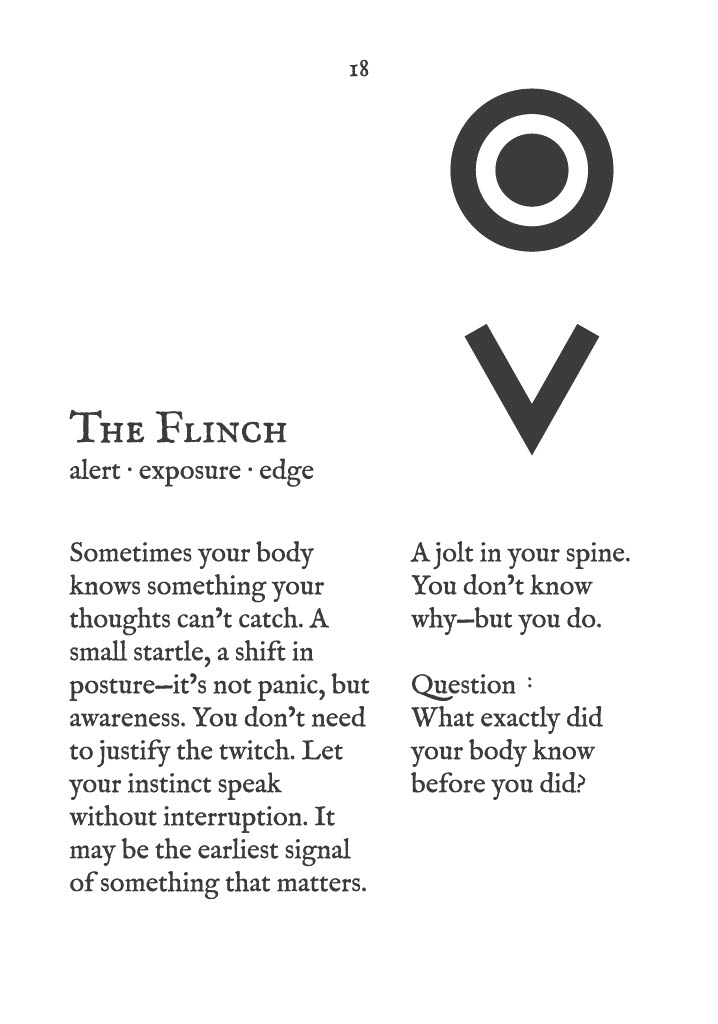 18
The Flinch
alert · exposure · edge
Sometimes your body
knows something your
thoughts can’t catch. A
small startle, a shift in
posture—it’s not panic, but
awareness. You don’t need
to justify the twitch. Let
your instinct speak
without interruption. It
may be the earliest signal
of something that matters.
A jolt in your spine.
You don’t know
why—but you do.
Question :
What exactly did
your body know
before you did?